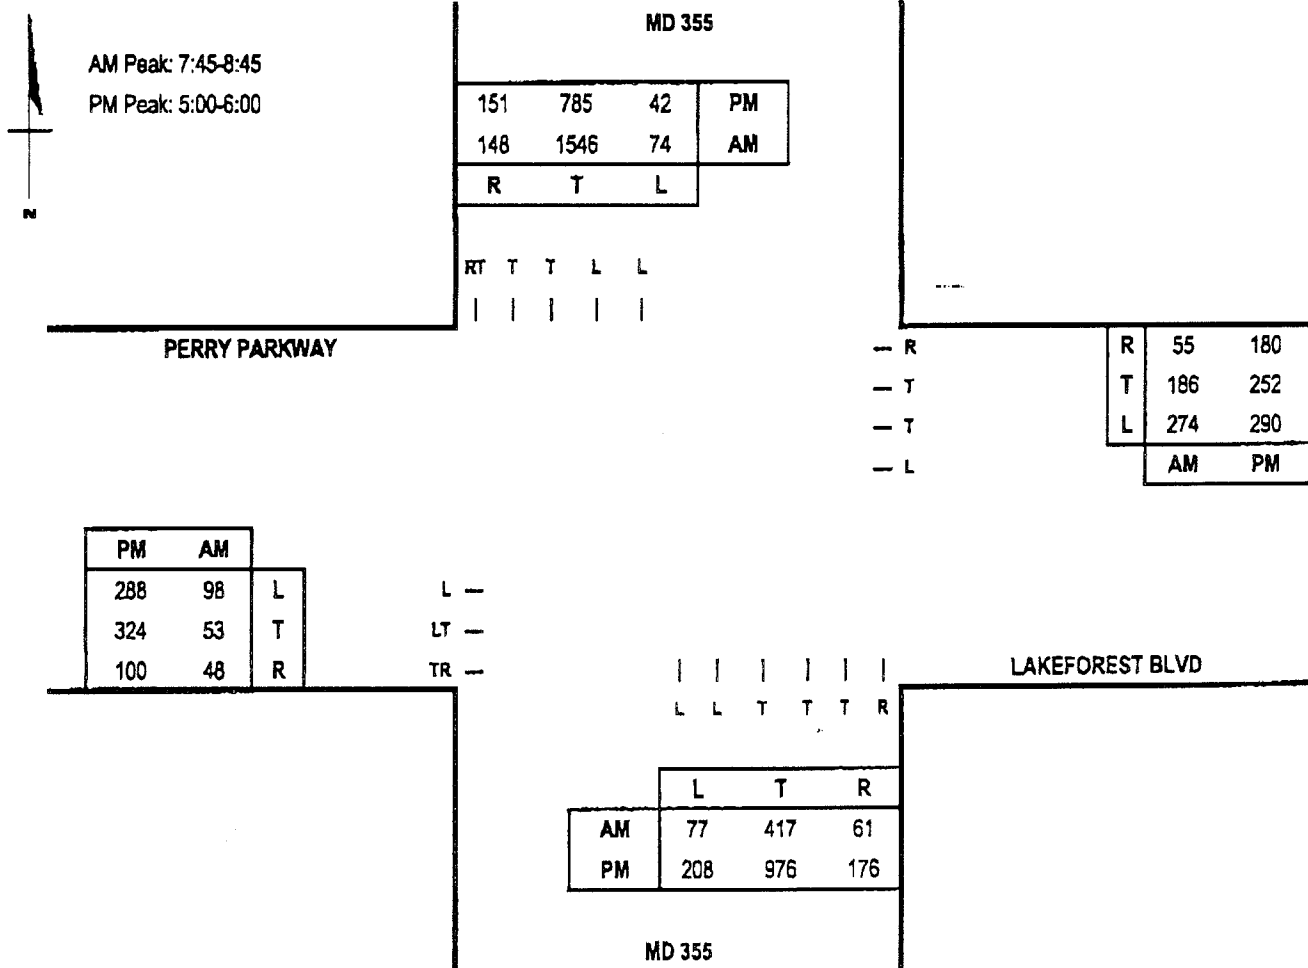 MD 355
AM Peak: 7:45-8:45
PM Peak: 5:00-6:00
N
151 785 42 PM
148 1546 74 AM
R T L
RT T T L L
PERRY PARKWAY
R
T
T
L
R 55 180
T 186 252
L 274 290
AM PM
PM AM
288 98 L
324 53 T
100 48 R
L
LT
TR
LAKEFOREST BLVD
L L T T T R
L T R
AM 77 417 61
PM 208 976 176
MD 355